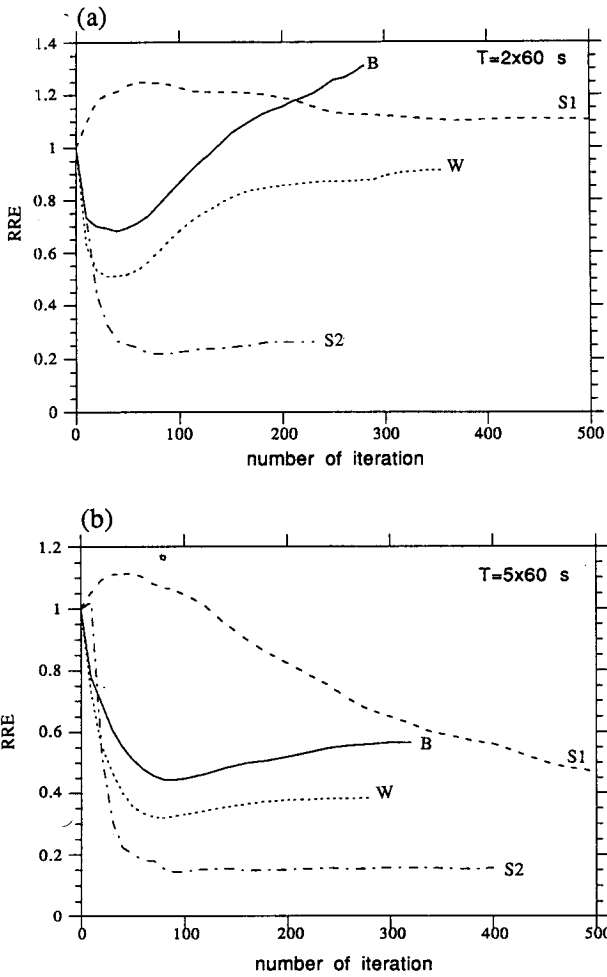 (a)
1.4
1.2
1
0.8
0.6
0.4
0.2
0
RRE
T=2x60 s
B
S1
W
S2
0 100 200 300 400 500
number of iteration
(b)
1.2
1
0.8
0.6
0.4
0.2
0
RRE
T=5x60 s
B
S1
W
S2
0 100 200 300 400 500
number of iteration